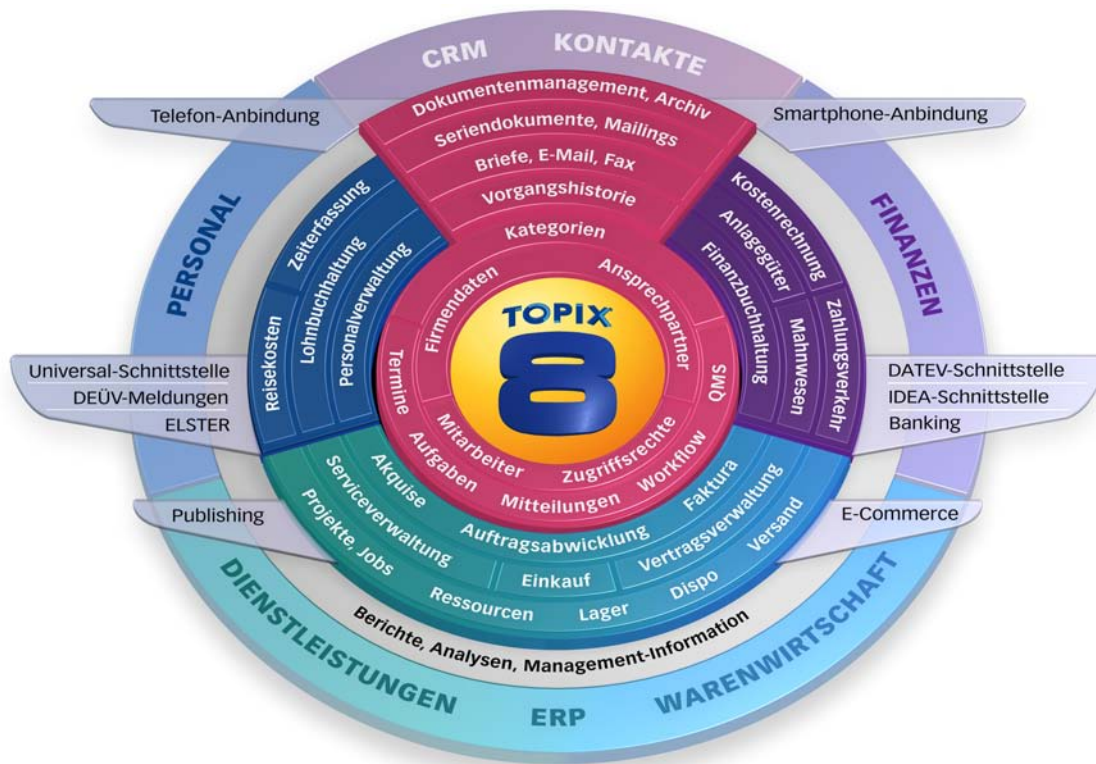 CRM KONTAKTE
Dokumentenmanagement, Archiv
Seriendokumente, Mailings
Briefe, E-Mail, Fax
Vorgangshistorie
Kategorien
Telefon-Anbindung
Smartphone-Anbindung
PERSONAL
Zeiterfassung
Reisekosten
Lohnbuchhaltung
Personalverwaltung
FINANZEN
Kostenrechnung
Anlagegüter
Finanzbuchhaltung
Zahlungsverkehr
Mahnwesen
Firmendaten
Ansprechpartner
TOPIX
8
Termine
QMS
Mitarbeiter
Zugriffsrechte
Aufgaben
Mitteilungen
Workflow
Universal-Schnittstelle
DEÜV-Meldungen
ELSTER
DATEV-Schnittstelle
IDEA-Schnittstelle
Banking
Akquise
Auftragsabwicklung
Faktura
Serviceverwaltung
Einkauf
Vertragsverwaltung
Projekte, Jobs
Ressourcen
Lager
Dispo
Versand
Publishing
E-Commerce
Berichte, Analysen, Management-Information
DIENSTLEISTUNGEN
ERP
WARENWIRTSCHAFT